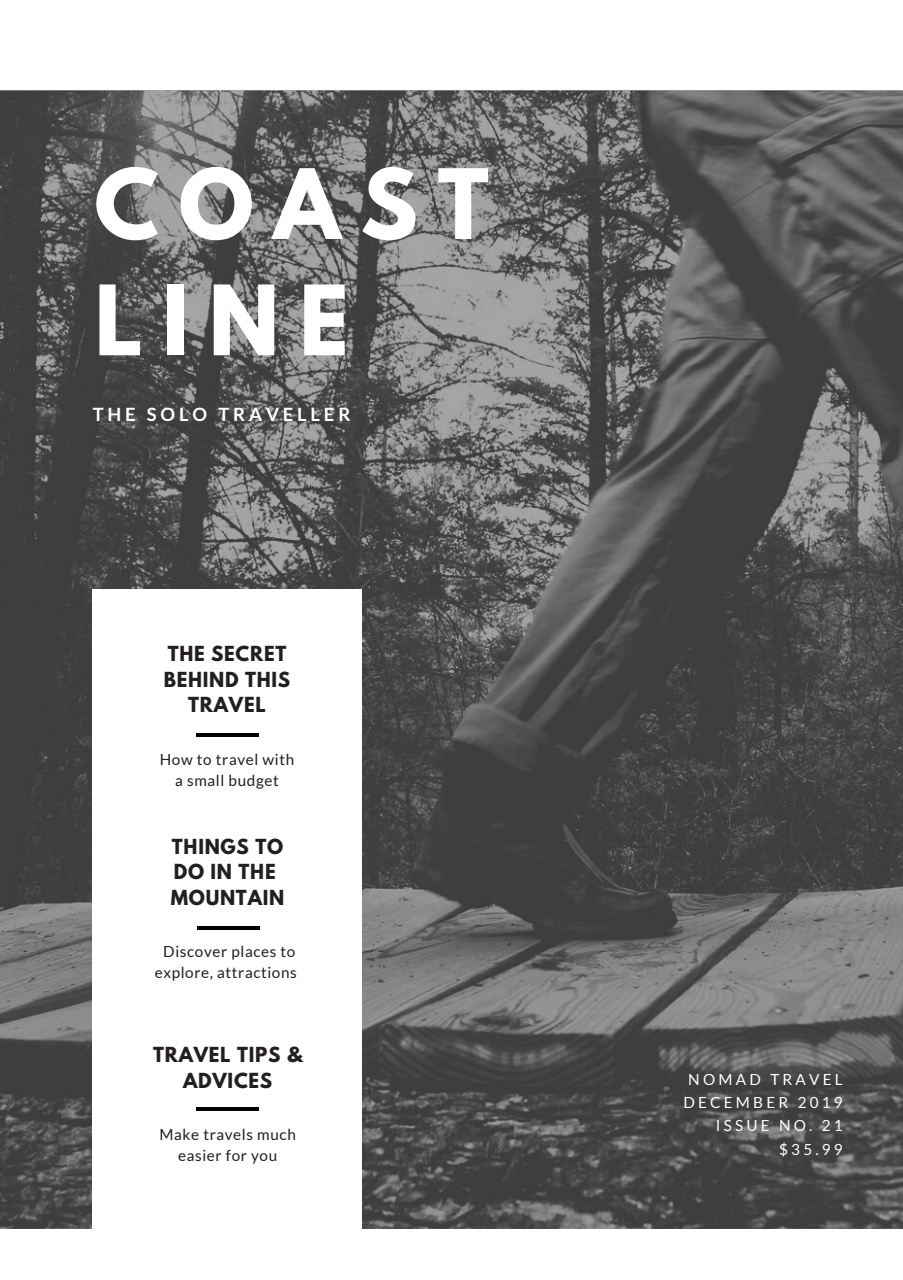 COAST
LINE
THE SOLO TRAVELLER
THE SECRET
BEHIND THIS
TRAVEL
How to travel with
a small budget
THINGS TO
DO IN THE
MOUNTAIN
Discover places to
explore, attractions
TRAVEL TIPS &
ADVICES
Make travels much
easier for you
NOMAD TRAVEL
DECEMBER 2019
ISSUE NO. 21
$35.99